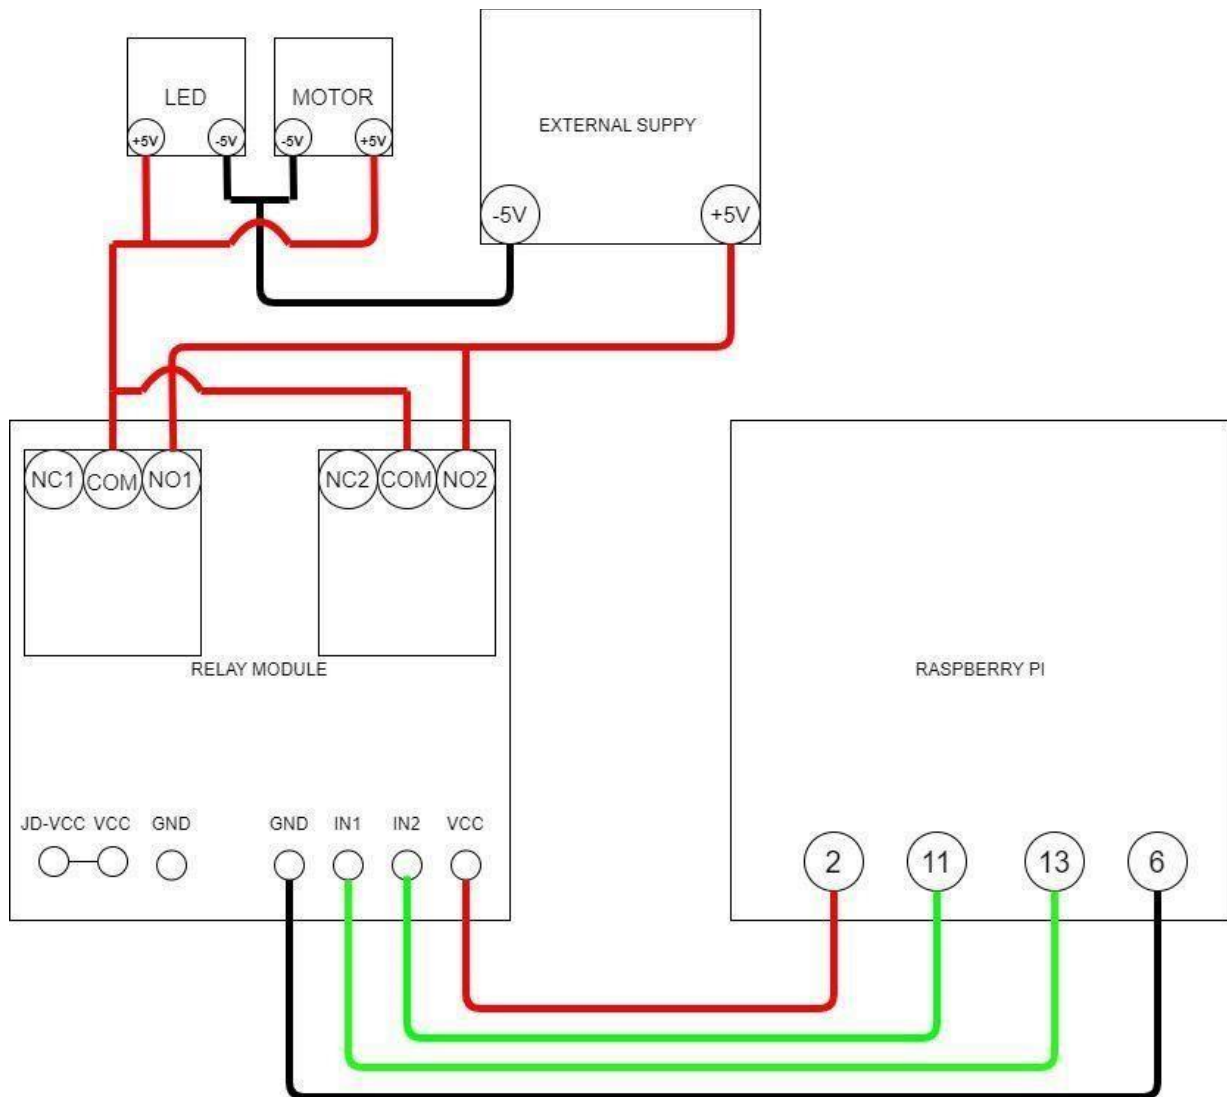 LED
MOTOR
+5V
-5V
-5V
+5V
EXTERNAL SUPPY
-5V
+5V
NC1
COM
NO1
NC2
COM
NO2
RELAY MODULE
RASPBERRY PI
JD-VCC
VCC
GND
GND
IN1
IN2
VCC
2
11
13
6